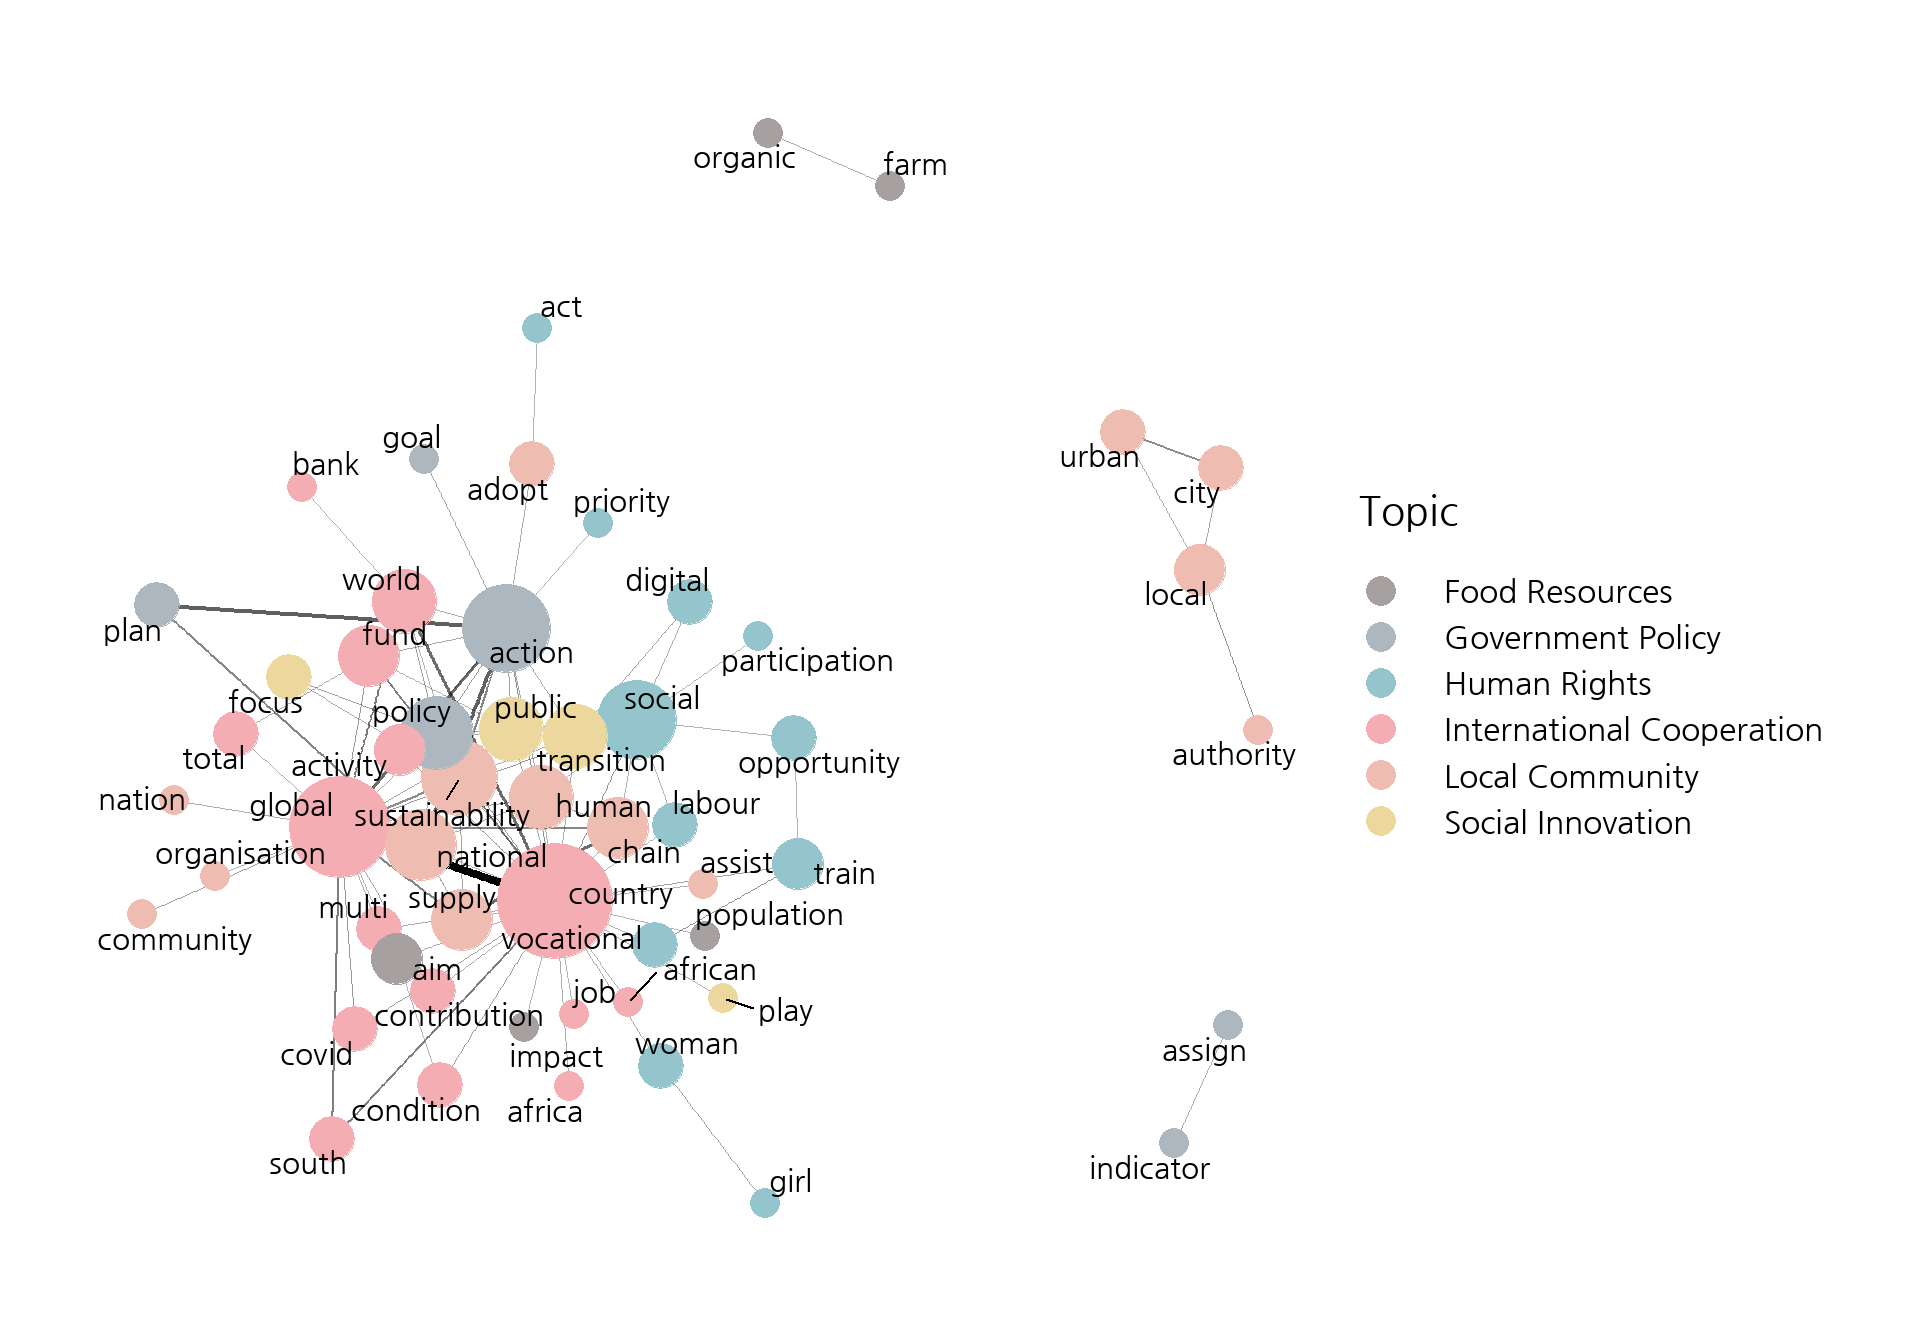 organic
farm
act
goal
bank
adopt
priority
world
digital
plan
fund
action
participation
focus
policy
public
social
total
activity
transition
opportunity
nation
global
sustainability
human
labour
organisation
national
chain
assist
train
multi
supply
country
population
community
vocational
aim
african
job
contribution
play
covid
impact
woman
condition
africa
south
girl
urban
city
local
authority
assign
indicator
Topic
Food Resources
Government Policy
Human Rights
International Cooperation
Local Community
Social Innovation